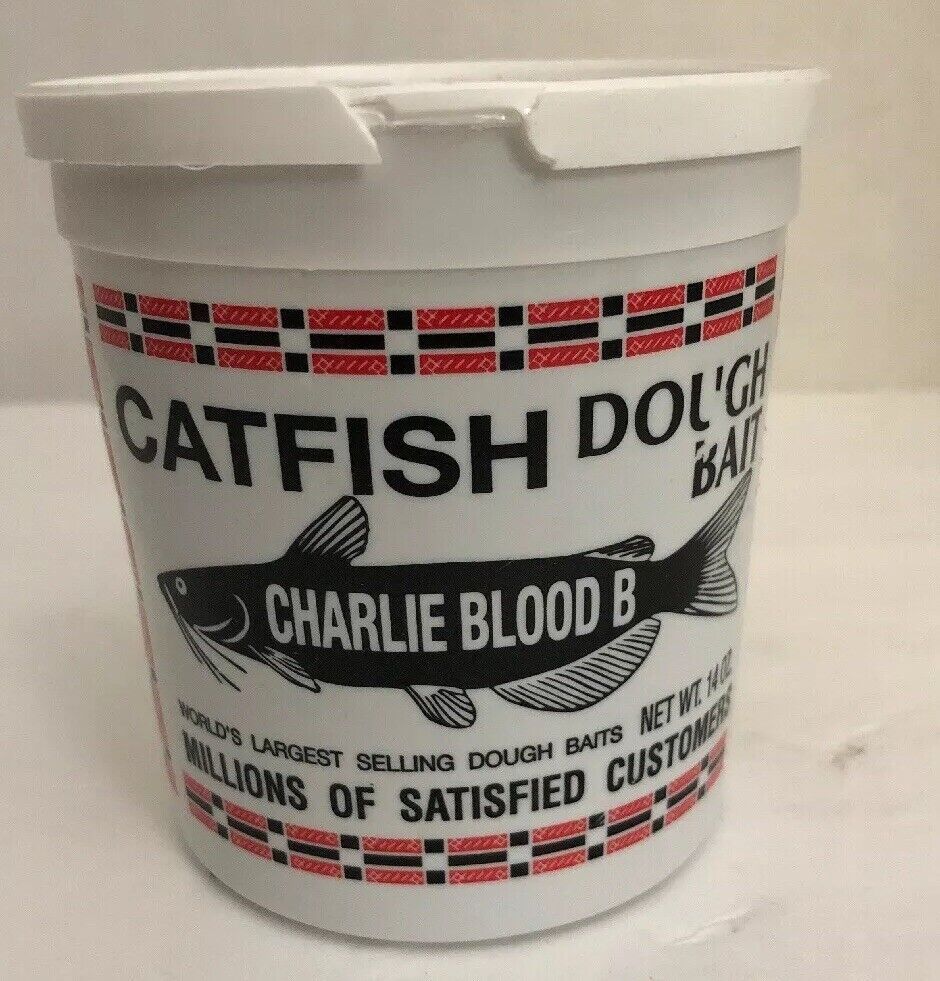 CATFISH DOUGH
BAIT
CHARLIE BLOOD B
WORLD'S LARGEST SELLING DOUGH BAITS NET WT. 14 OZ.
MILLIONS OF SATISFIED CUSTOMERS